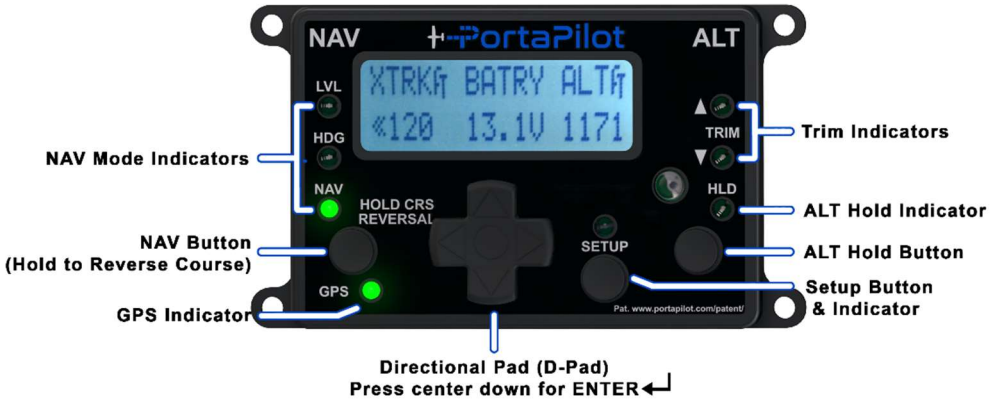 NAV
PortaPilot
ALT
LVL
HDG
NAV
XTRK BATRY ALT
«120 13.1V 1171
▲
TRIM
▼
HLD
HOLD CRS
REVERSAL
SETUP
GPS
Pat. www.portapilot.com/patent/
NAV Mode Indicators
NAV Button
(Hold to Reverse Course)
GPS Indicator
Trim Indicators
ALT Hold Indicator
ALT Hold Button
Setup Button
& Indicator
Directional Pad (D-Pad)
Press center down for ENTER